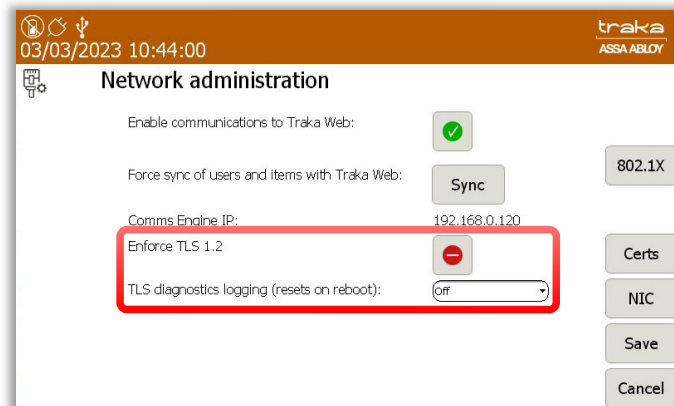 traka
03/03/2023 10:44:00
ASSA ABLOY
Network administration
Enable communications to Traka Web:
802.1X
Force sync of users and items with Traka Web:
Sync
Comms Engine IP:
192.168.0.120
Enforce TLS 1.2
Certs
TLS diagnostics logging (resets on reboot):
Off
NIC
Save
Cancel